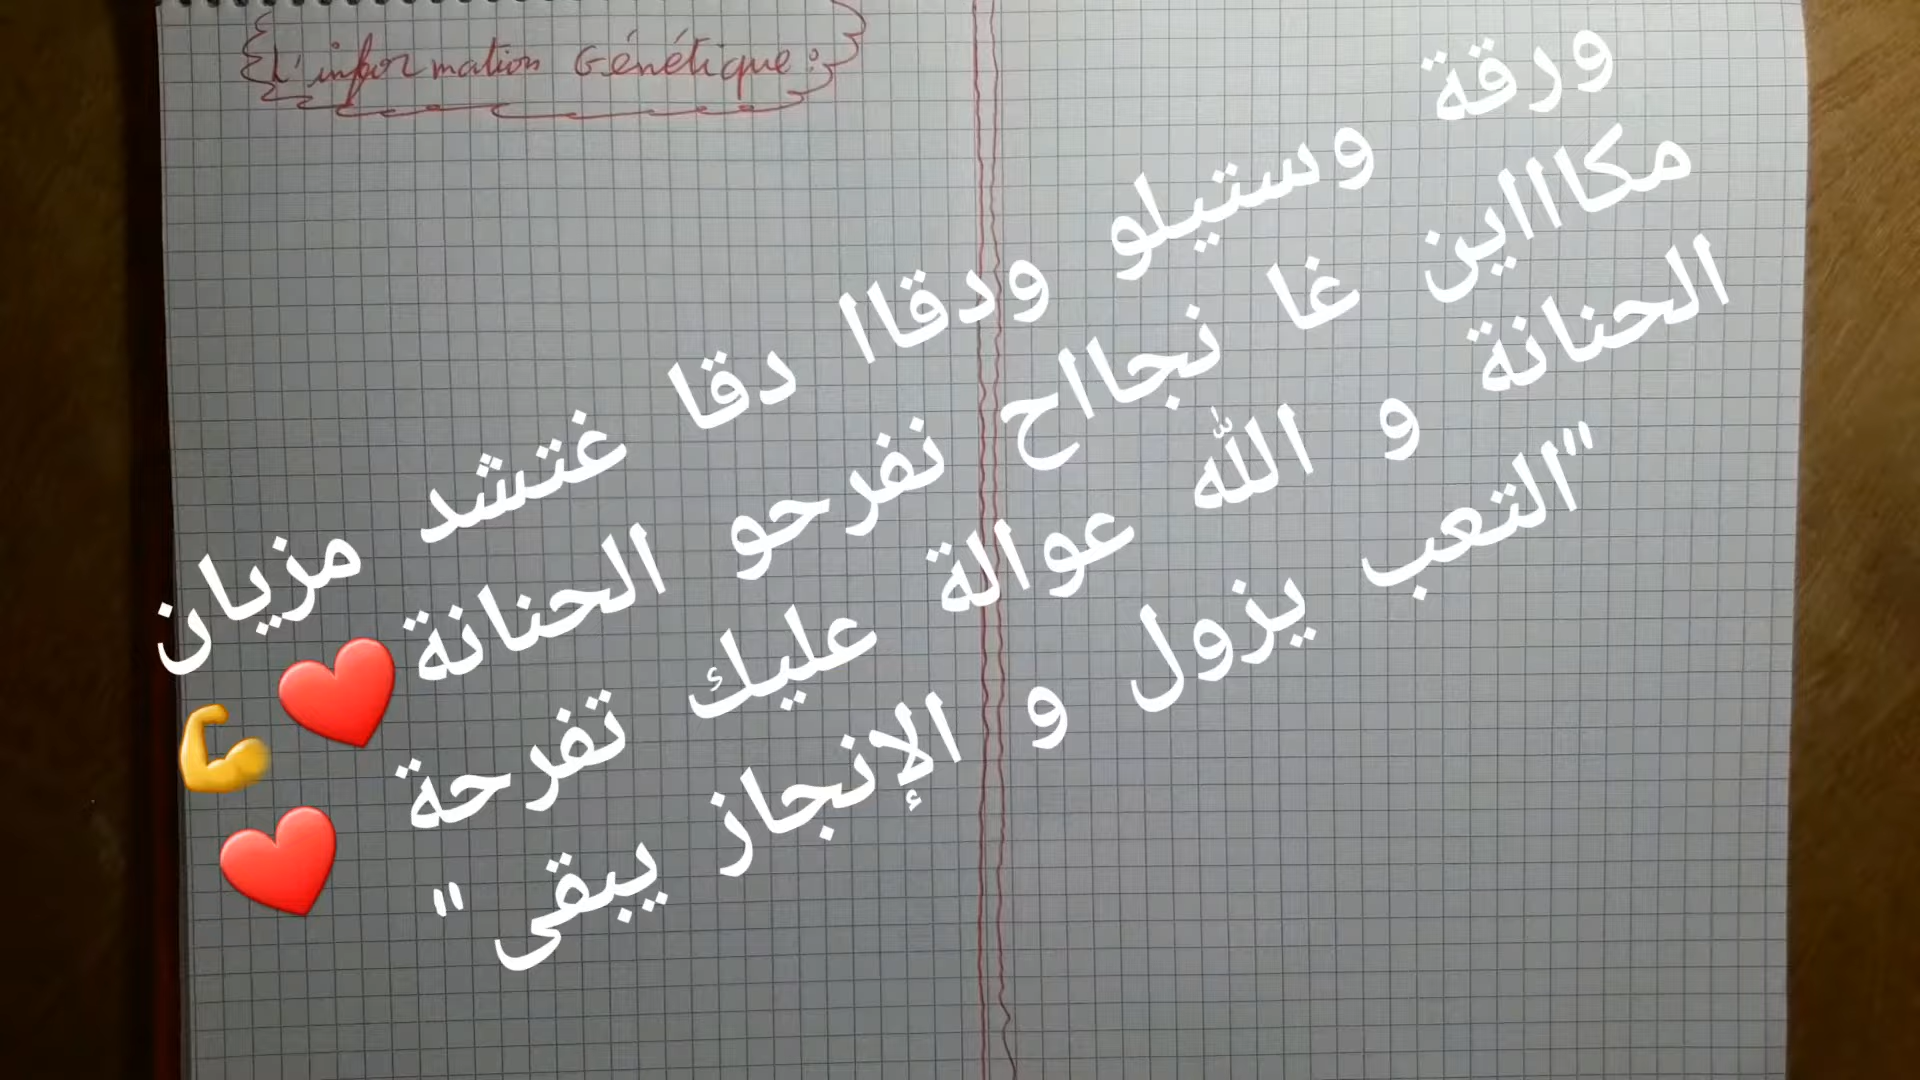 L'information Génétique :
ورقة وستيلو ودقاا دقا غتشد مزيان
مكاااين غا نجااح نفرحو الحنانة ❤️ 💪
الحنانة و الله عوالة عليك تفرحة ❤️
"التعب يزول و الإنجاز يبقى"